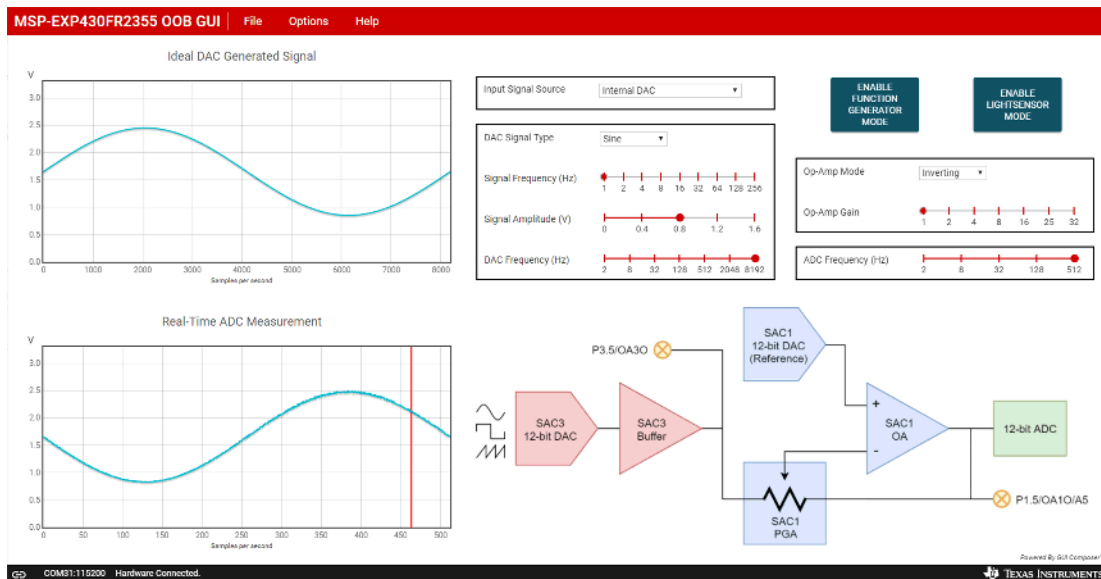 MSP-EXP430FR2355 OOB GUI File Options Help
Ideal DAC Generated Signal
V
3.0
2.5
2.0
1.5
1.0
0.5
0.0
0 1000 2000 3000 4000 5000 6000 7000 8000
Samples per second
Input Signal Source Internal DAC
DAC Signal Type Sine
Signal Frequency (Hz)
1 2 4 8 16 32 64 128 256
Signal Amplitude (V)
0 0.4 0.8 1.2 1.6
DAC Frequency (Hz)
2 8 32 128 512 2048 8192
ENABLE
FUNCTION
GENERATOR
MODE
ENABLE
LIGHTSENSOR
MODE
Op-Amp Mode Inverting
Op-Amp Gain
1 2 4 8 16 25 32
ADC Frequency (Hz)
2 8 32 128 512
Real-Time ADC Measurement
V
3.0
2.5
2.0
1.5
1.0
0.5
0.0
0 50 100 150 200 250 300 350 400 450 500
Samples per second
P3.5/OA3O
SAC3
12-bit DAC
SAC3
Buffer
SAC1
12-bit DAC
(Reference)
+
SAC1
OA
-
SAC1
PGA
12-bit ADC
P1.5/OA1O/A5
Powered By GUI Composer
COM31:115200 Hardware Connected.
TEXAS INSTRUMENTS